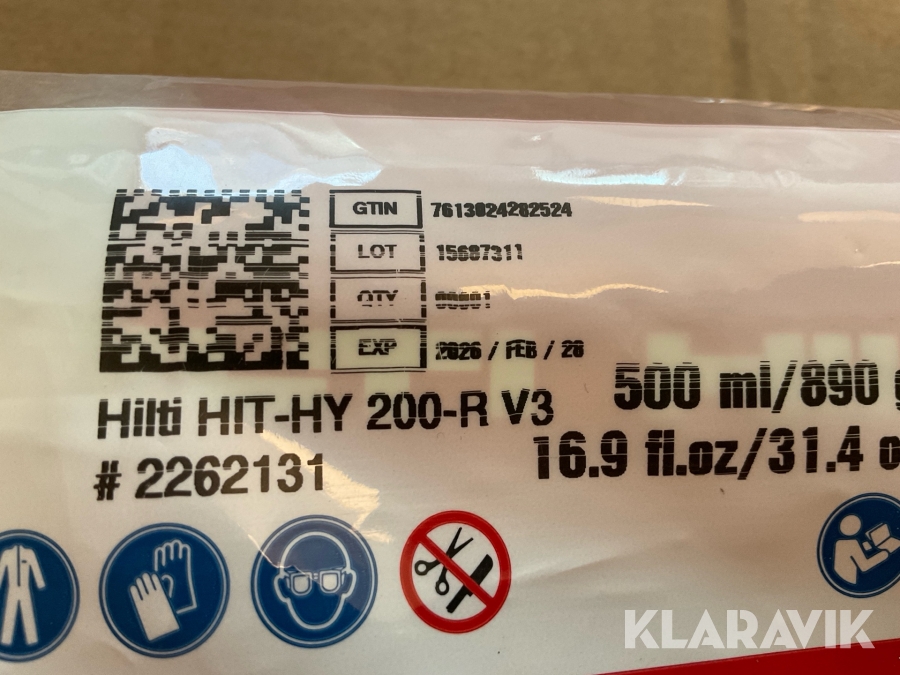 GTIN 7613024282524
LOT 15687311
QTY 00001
EXP 2026 / FEB / 28
Hilti HIT-HY 200-R V3
# 2262131
500 ml/890 g
16.9 fl.oz/31.4
KLARAVIK